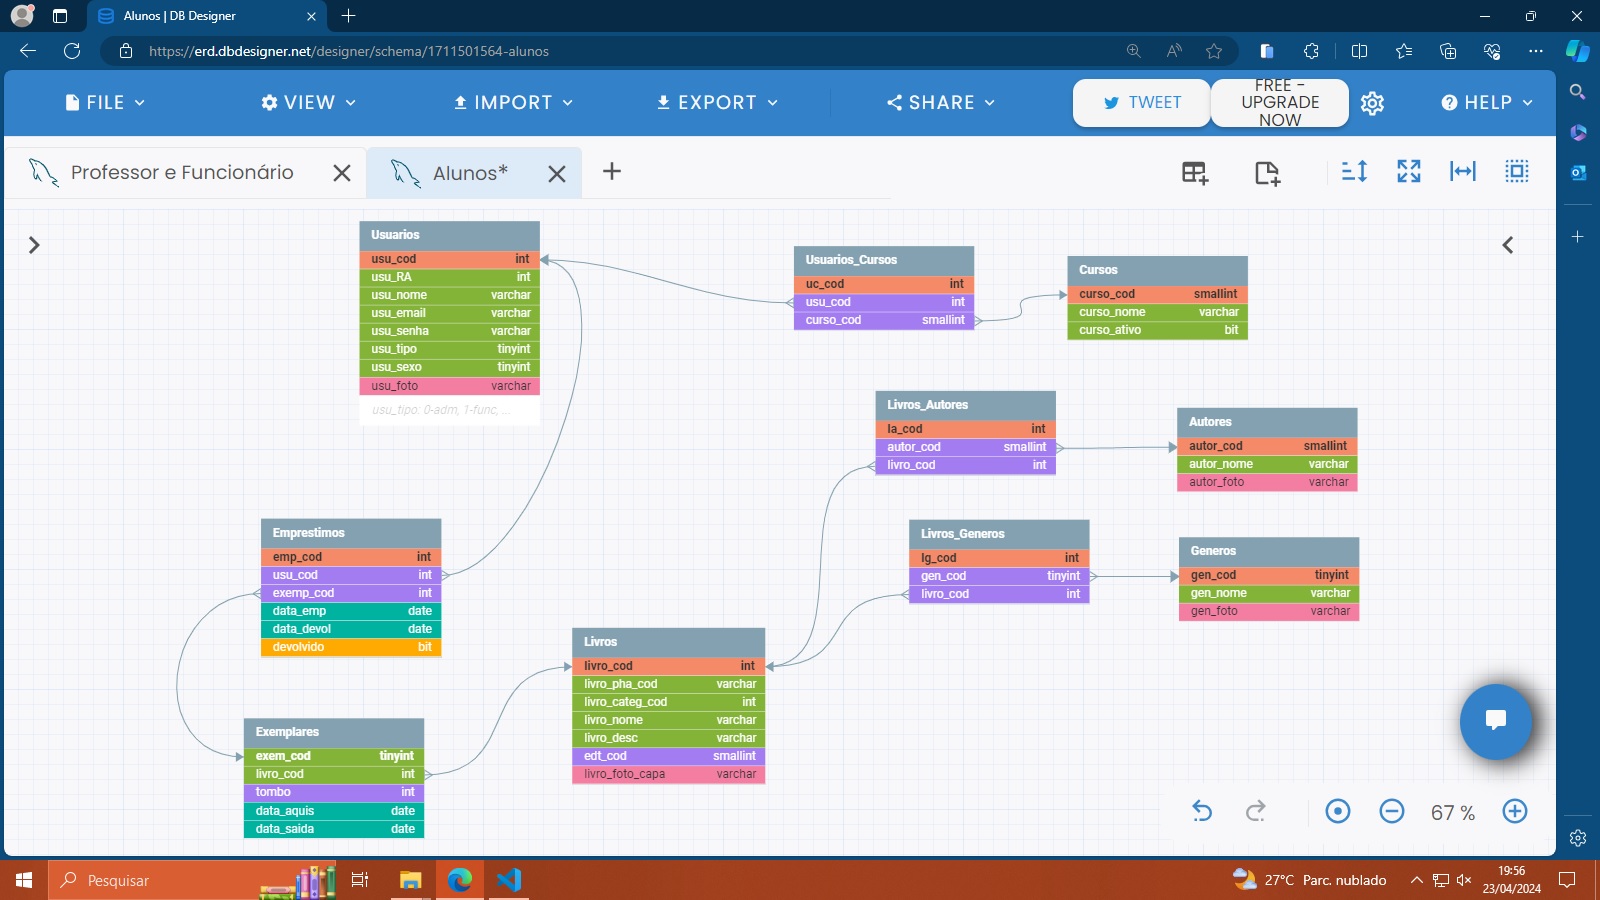 Alunos | DB Designer
https://erd.dbdesigner.net/designer/schema/1711501564-alunos
FILE
VIEW
IMPORT
EXPORT
SHARE
TWEET
FREE - UPGRADE NOW
HELP
Professor e Funcionário
Alunos*
Usuarios
usu_cod int
usu_RA int
usu_nome varchar
usu_email varchar
usu_senha varchar
usu_tipo tinyint
usu_sexo tinyint
usu_foto varchar
usu_tipo: 0-adm, 1-func, ...
Usuarios_Cursos
uc_cod int
usu_cod int
curso_cod smallint
Cursos
curso_cod smallint
curso_nome varchar
curso_ativo bit
Livros_Autores
la_cod int
autor_cod smallint
livro_cod int
Autores
autor_cod smallint
autor_nome varchar
autor_foto varchar
Emprestimos
emp_cod int
usu_cod int
exemp_cod int
data_emp date
data_devol date
devolvido bit
Livros_Generos
lg_cod int
gen_cod tinyint
livro_cod int
Generos
gen_cod tinyint
gen_nome varchar
gen_foto varchar
Livros
livro_cod int
livro_pha_cod varchar
livro_categ_cod int
livro_nome varchar
livro_desc varchar
edt_cod smallint
livro_foto_capa varchar
Exemplares
exem_cod tinyint
livro_cod int
tombo int
data_aquis date
data_saida date
67 %
Pesquisar
27°C Parc. nublado
19:56
23/04/2024